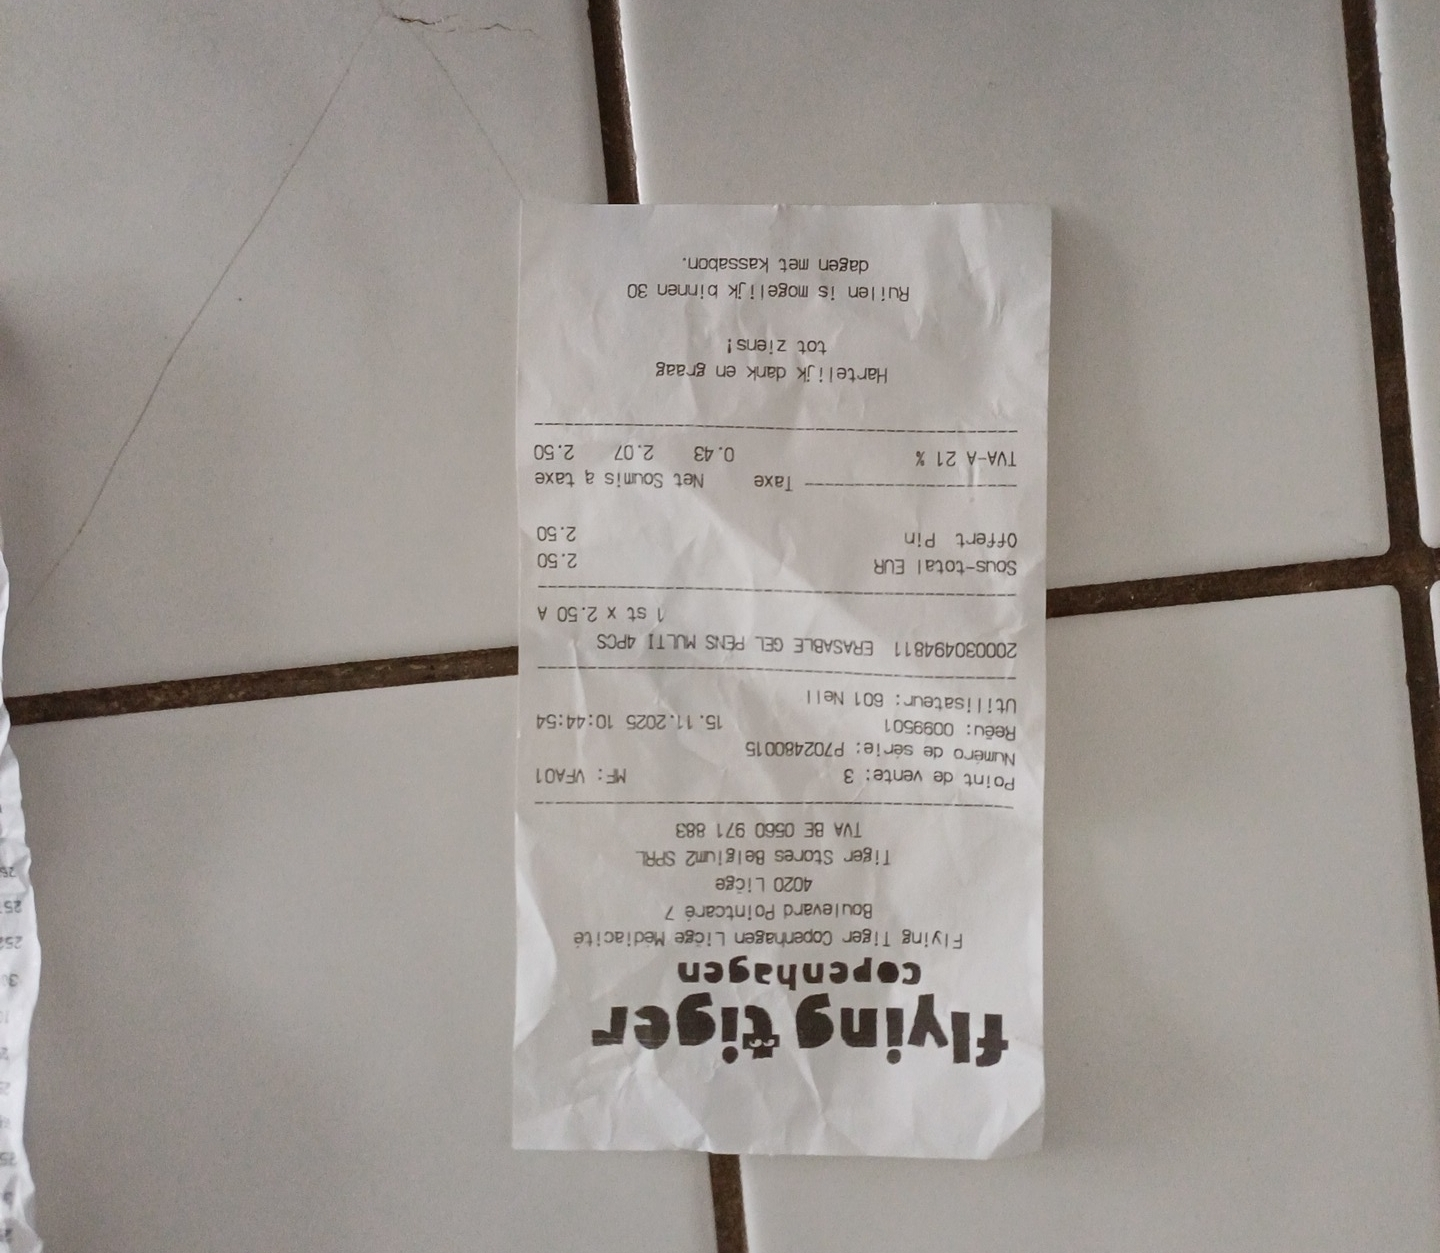 flying tiger
copenhagen
Flying Tiger Copenhagen Liège Médiacité
Boulevard Pointcaré 7
4020 Liège
Tiger Stores Belgium2 SPRL
TVA BE 0560 971 883
Point de vente: 3 MF: VFA01
Numéro de série: P702480015
Reêu: 0099501 15.11.2025 10:44:54
Utilisateur: 601 Nell
2000304948​11 ERASABLE GEL PENS MULTI 4PCS
1 st x 2.50 A
Sous-total EUR 2.50
Offert Pin 2.50
Taxe Net Soumis q taxe
TVA-A 21 % 0.43 2.07 2.50
Hartelijk dank en graag
tot ziens!
Ruilen is mogelijk binnen 30
dagen met kassabon.